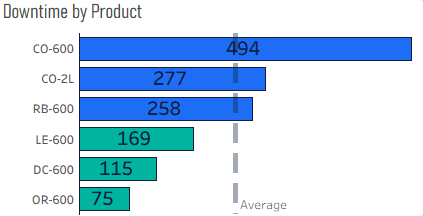 Downtime by Product
CO-600 494
CO-2L 277
RB-600 258
LE-600 169
DC-600 115
OR-600 75
Average